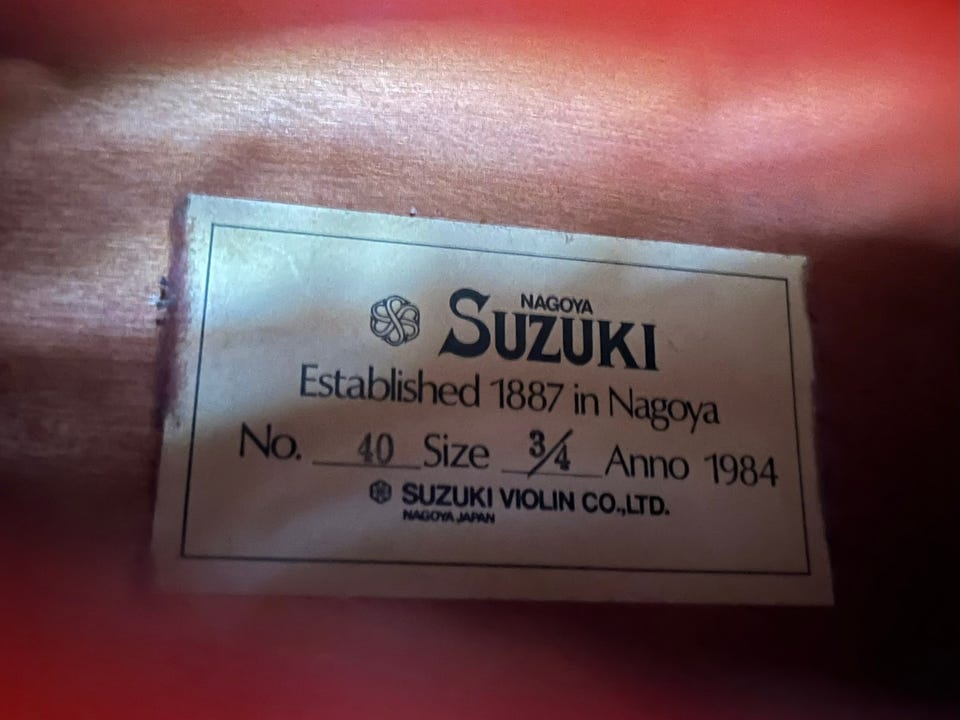 NAGOYA
SUZUKI
Established 1887 in Nagoya
No. 40 Size 3/4 Anno 1984
SUZUKI VIOLIN CO.,LTD.
NAGOYA, JAPAN